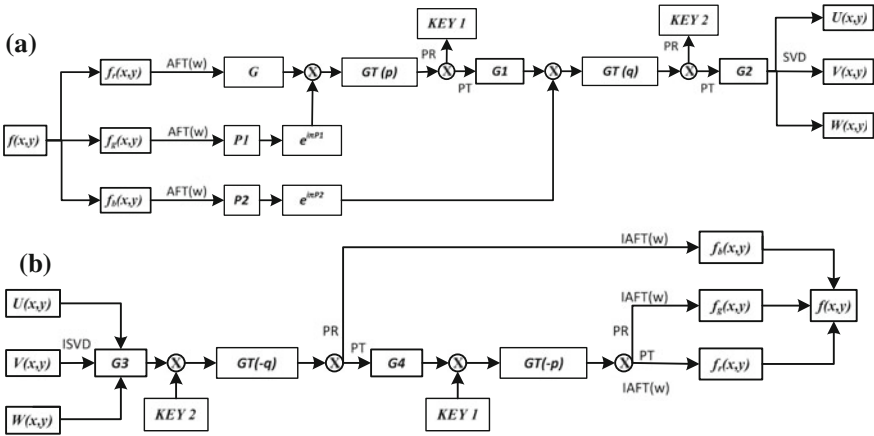 (a)
KEY 1
KEY 2
U(x,y)
PR
PR
f_r(x,y)
AFT(w)
G
X
GT (p)
X
PT
G1
X
GT (q)
X
PT
G2
SVD
V(x,y)
f(x,y)
f_g(x,y)
AFT(w)
P1
e^{iπP1}
W(x,y)
f_b(x,y)
AFT(w)
P2
e^{iπP2}
(b)
IAFT(w)
f_b(x,y)
U(x,y)
IAFT(w)
f_g(x,y)
f(x,y)
PR
PR
V(x,y)
ISVD
G3
X
GT(-q)
X
PT
G4
X
GT(-p)
X
PT
f_r(x,y)
IAFT(w)
W(x,y)
KEY 2
KEY 1